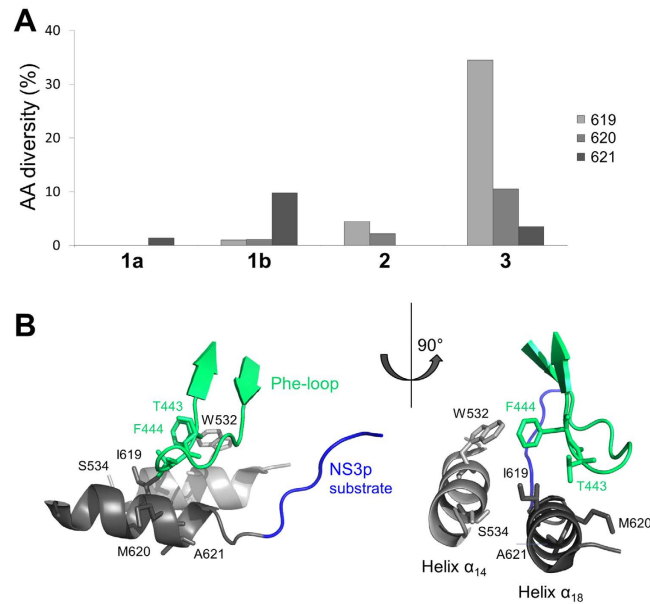 A
AA diversity (%)
40
30
20
10
0
1a
1b
2
3
619
620
621
B
90°
Phe-loop
T443
F444
W532
I619
S534
NS3p
substrate
M620
A621
W532
F444
I619
T443
S534
M620
A621
Helix α14
Helix α18